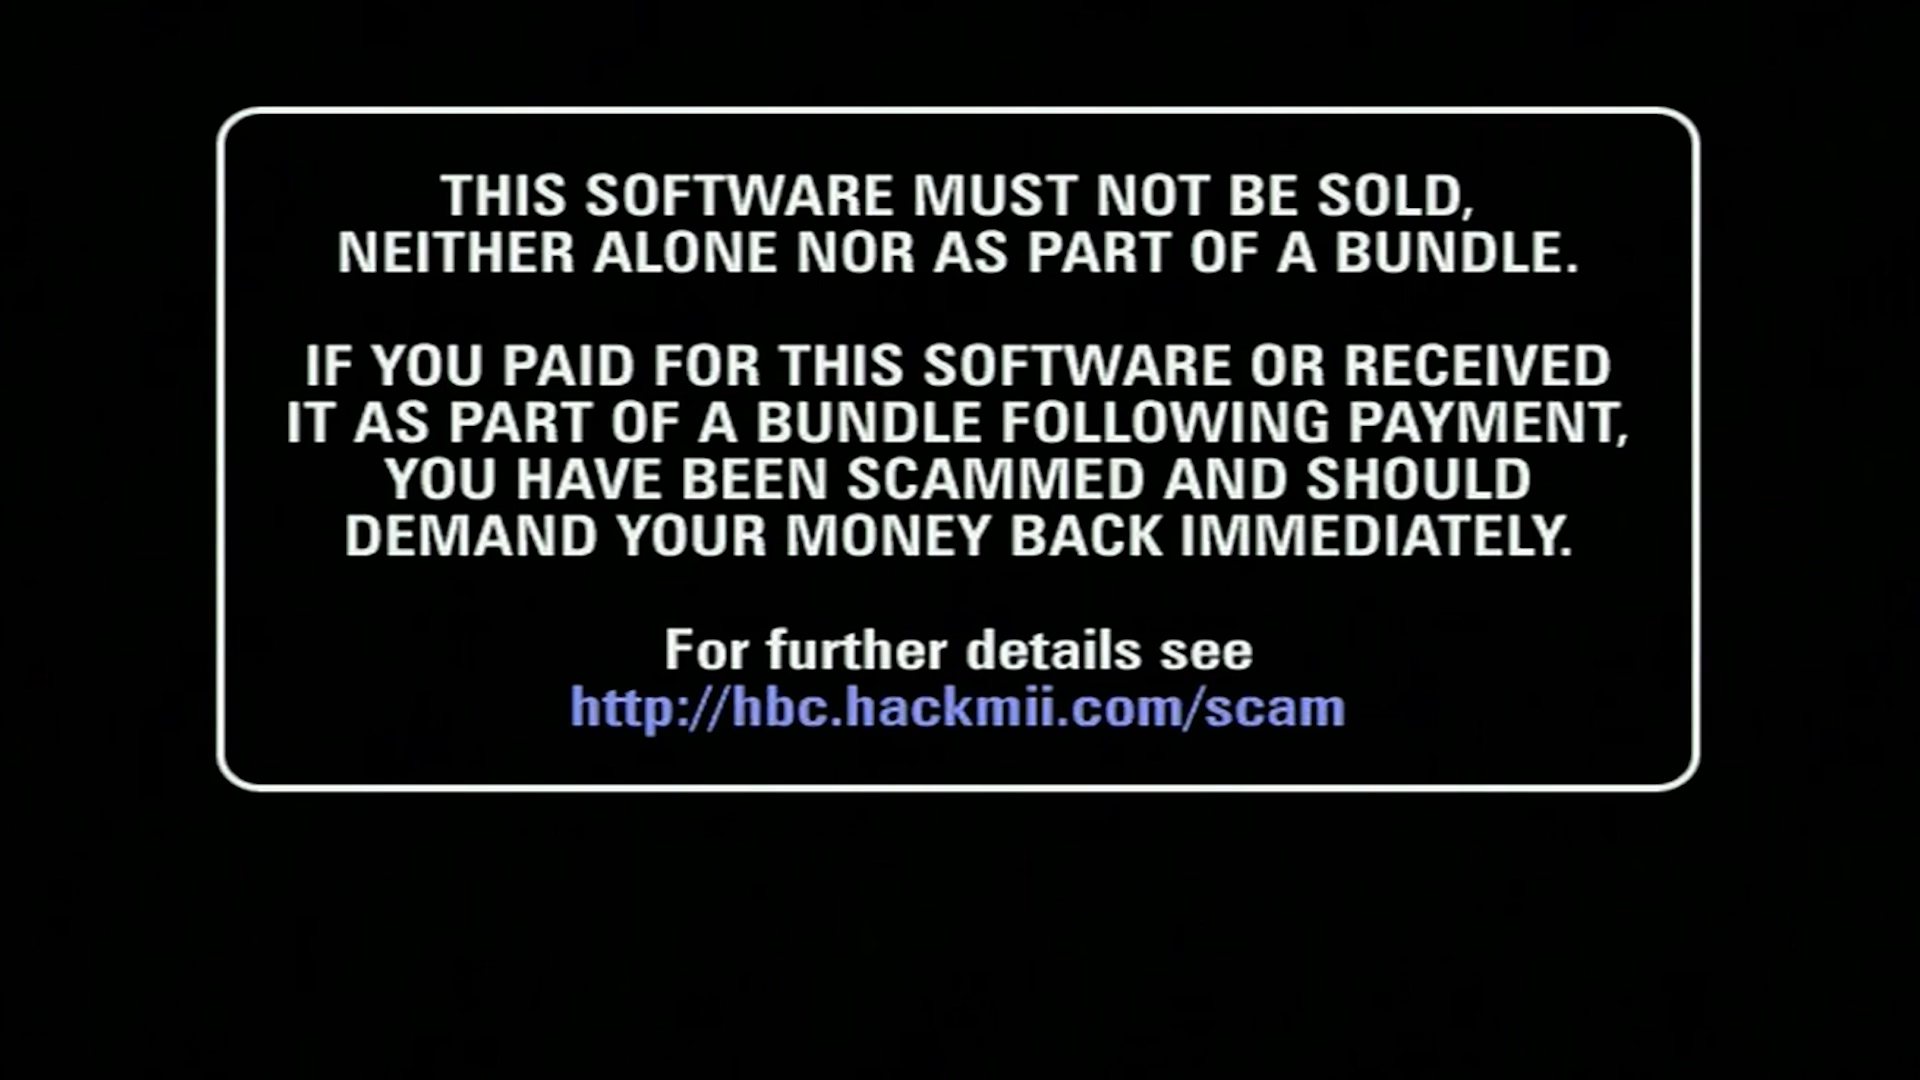 THIS SOFTWARE MUST NOT BE SOLD,
NEITHER ALONE NOR AS PART OF A BUNDLE.
IF YOU PAID FOR THIS SOFTWARE OR RECEIVED
IT AS PART OF A BUNDLE FOLLOWING PAYMENT,
YOU HAVE BEEN SCAMMED AND SHOULD
DEMAND YOUR MONEY BACK IMMEDIATELY.
For further details see
http://hbc.hackmii.com/scam